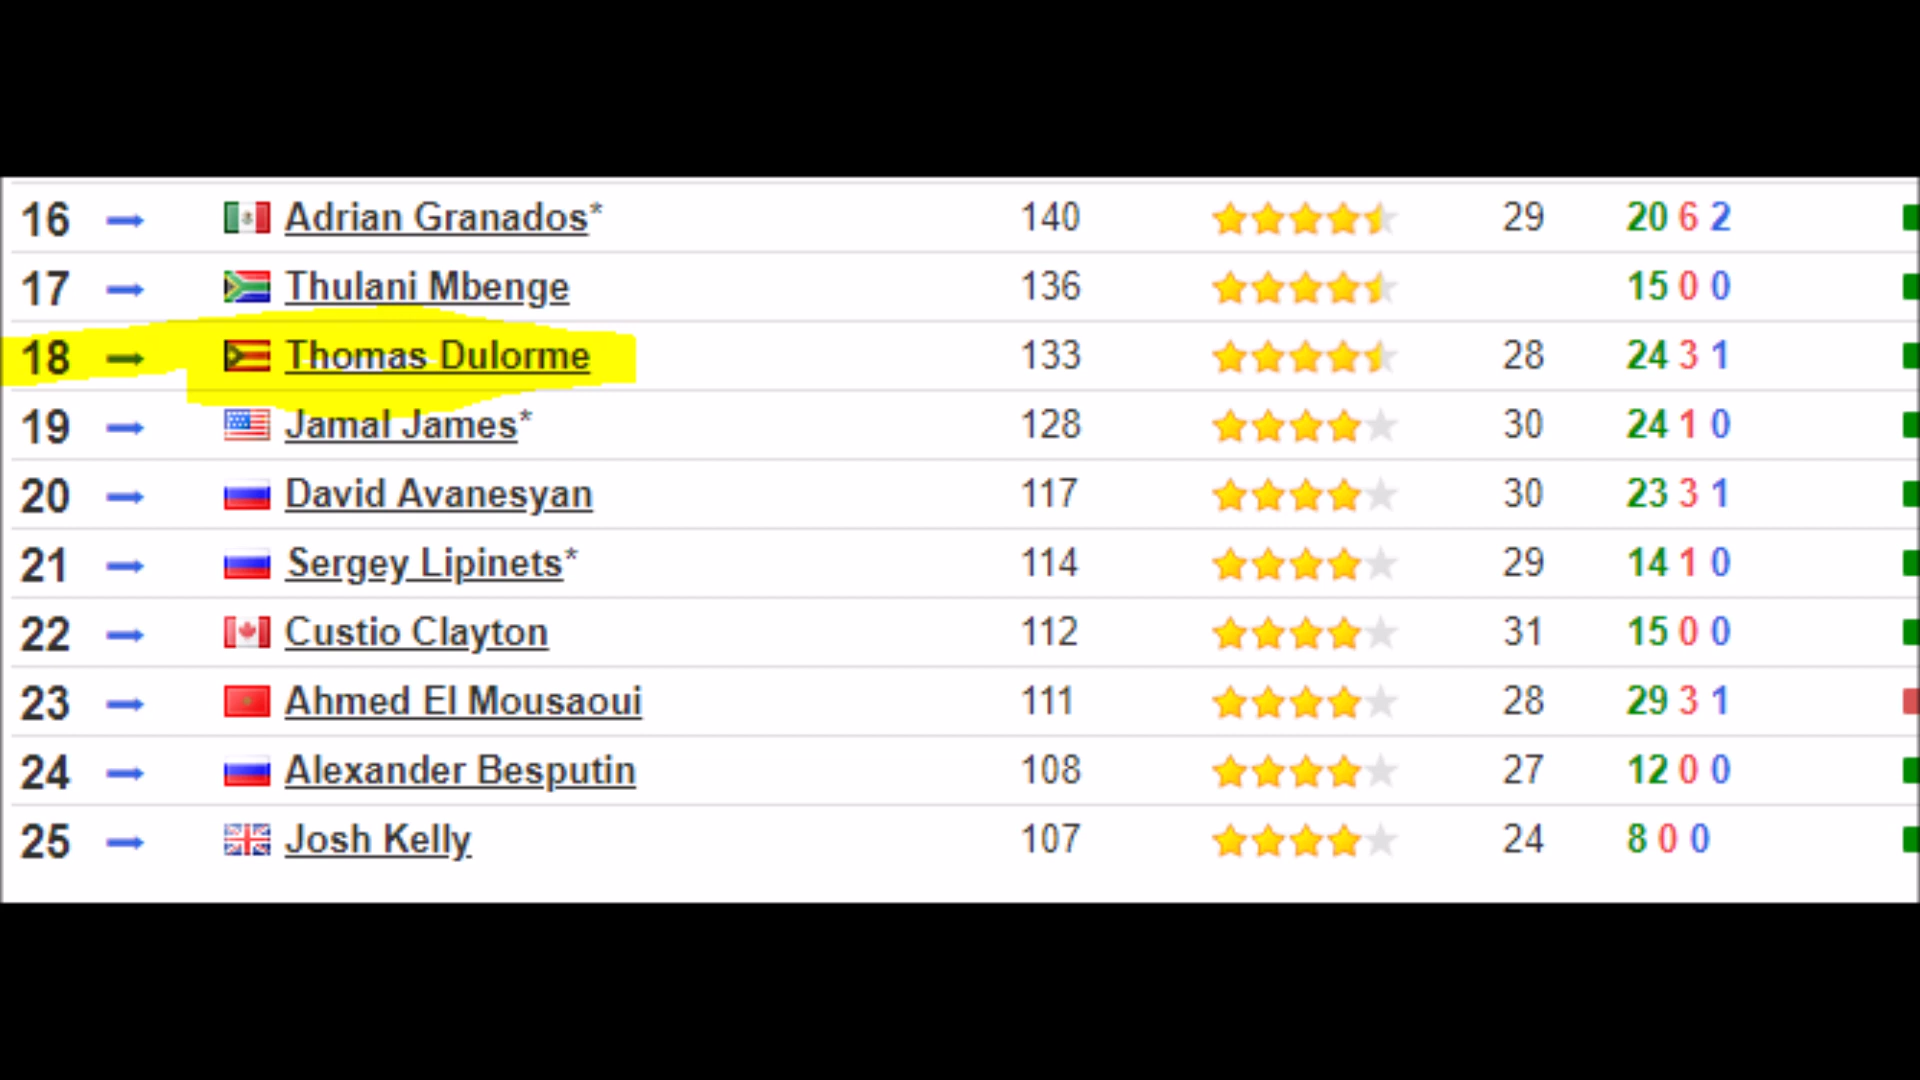 16 Adrian Granados* 140 29 20 6 2
17 Thulani Mbenge 136 15 0 0
18 Thomas Dulorme 133 28 24 3 1
19 Jamal James* 128 30 24 1 0
20 David Avanesyan 117 30 23 3 1
21 Sergey Lipinets* 114 29 14 1 0
22 Custio Clayton 112 31 15 0 0
23 Ahmed El Mousaoui 111 28 29 3 1
24 Alexander Besputin 108 27 12 0 0
25 Josh Kelly 107 24 8 0 0